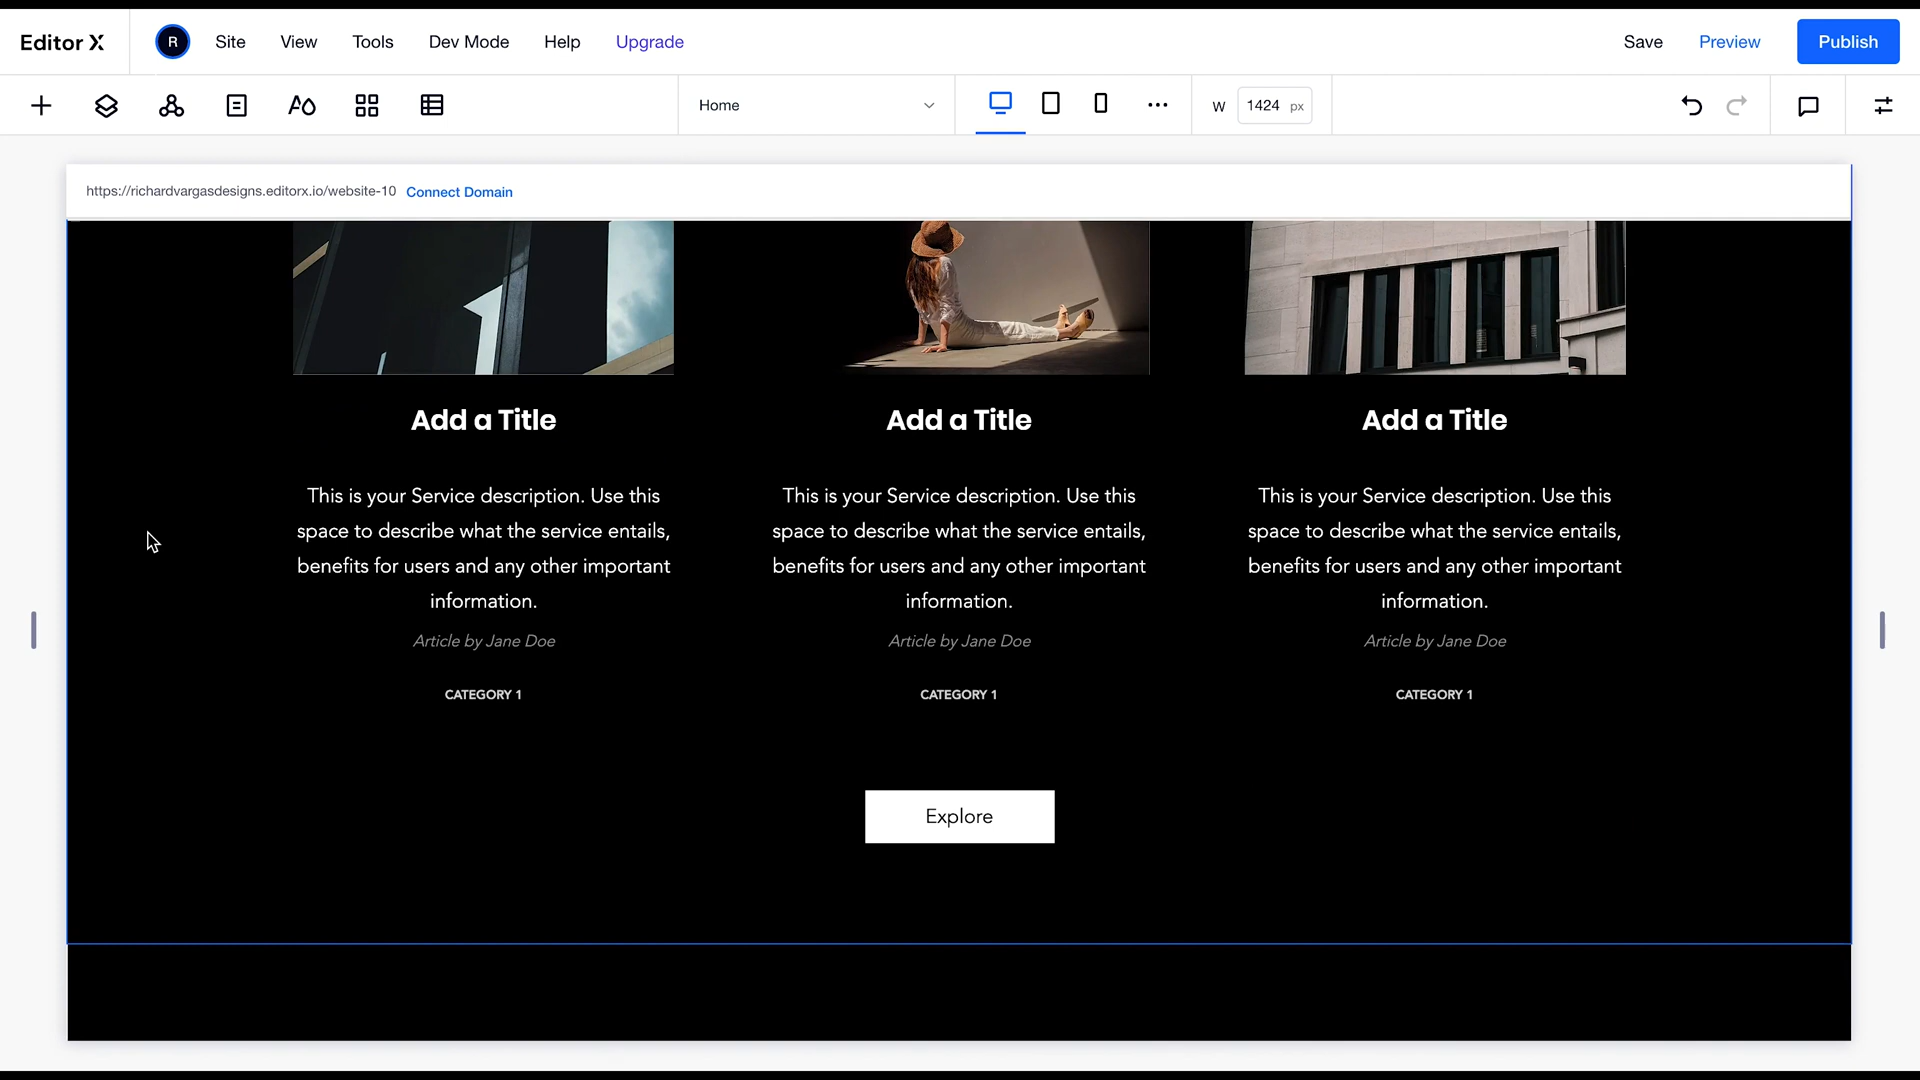 Editor X
R
Site
View
Tools
Dev Mode
Help
Upgrade
Save
Preview
Publish
Home
W
1424 px
https://richardvargasdesigns.editorx.io/website-10
Connect Domain
Add a Title
This is your Service description. Use this
space to describe what the service entails,
benefits for users and any other important
information.
Article by Jane Doe
CATEGORY 1
Add a Title
This is your Service description. Use this
space to describe what the service entails,
benefits for users and any other important
information.
Article by Jane Doe
CATEGORY 1
Add a Title
This is your Service description. Use this
space to describe what the service entails,
benefits for users and any other important
information.
Article by Jane Doe
CATEGORY 1
Explore